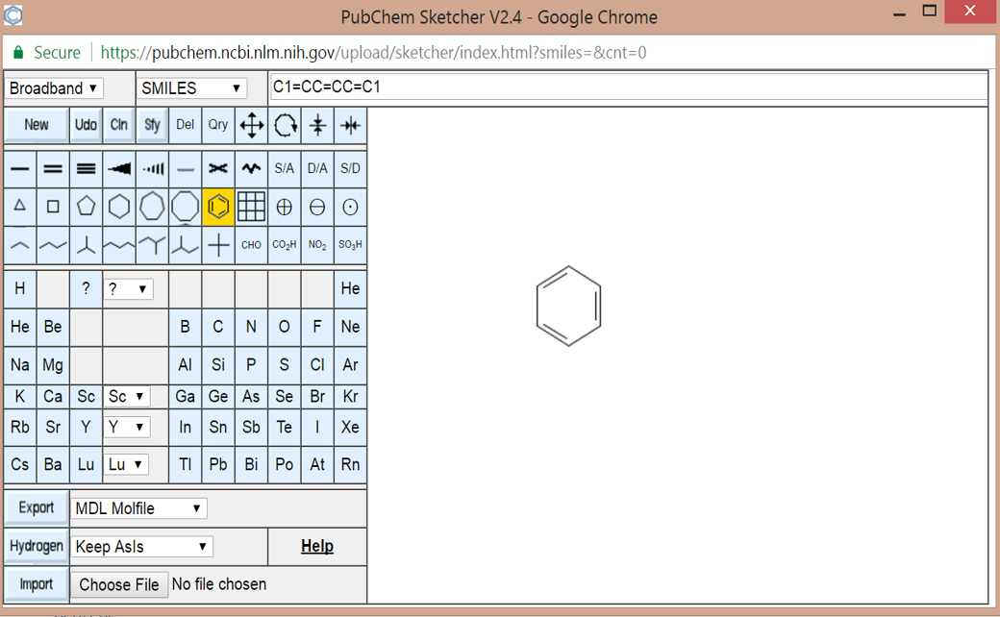 PubChem Sketcher V2.4 - Google Chrome
Secure https://pubchem.ncbi.nlm.nih.gov/upload/sketcher/index.html?smiles=&cnt=0
Broadband SMILES C1=CC=CC=C1
New Udo Cln Sfy Del Qry
S/A D/A S/D
CHO CO₂H NO₂ SO₃H
H ? ? He
He Be B C N O F Ne
Na Mg Al Si P S Cl Ar
K Ca Sc Sc Ga Ge As Se Br Kr
Rb Sr Y Y In Sn Sb Te I Xe
Cs Ba Lu Lu Tl Pb Bi Po At Rn
Export MDL Molfile
Hydrogen Keep AsIs Help
Import Choose File No file chosen